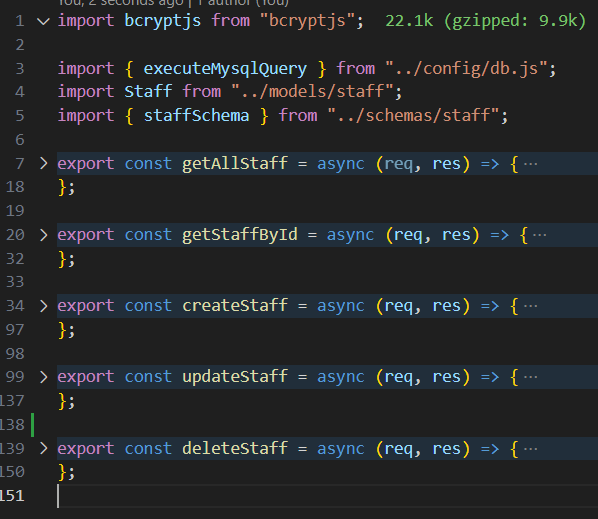 You, 2 seconds ago | 1 author (You)
1 import bcryptjs from "bcryptjs"; 22.1k (gzipped: 9.9k)
2
3 import { executeMysqlQuery } from "../config/db.js";
4 import Staff from "../models/staff";
5 import { staffSchema } from "../schemas/staff";
6
7 export const getAllStaff = async (req, res) => { ...
18 };
19
20 export const getStaffById = async (req, res) => { ...
32 };
33
34 export const createStaff = async (req, res) => { ...
97 };
98
99 export const updateStaff = async (req, res) => { ...
137 };
138
139 export const deleteStaff = async (req, res) => { ...
150 };
151